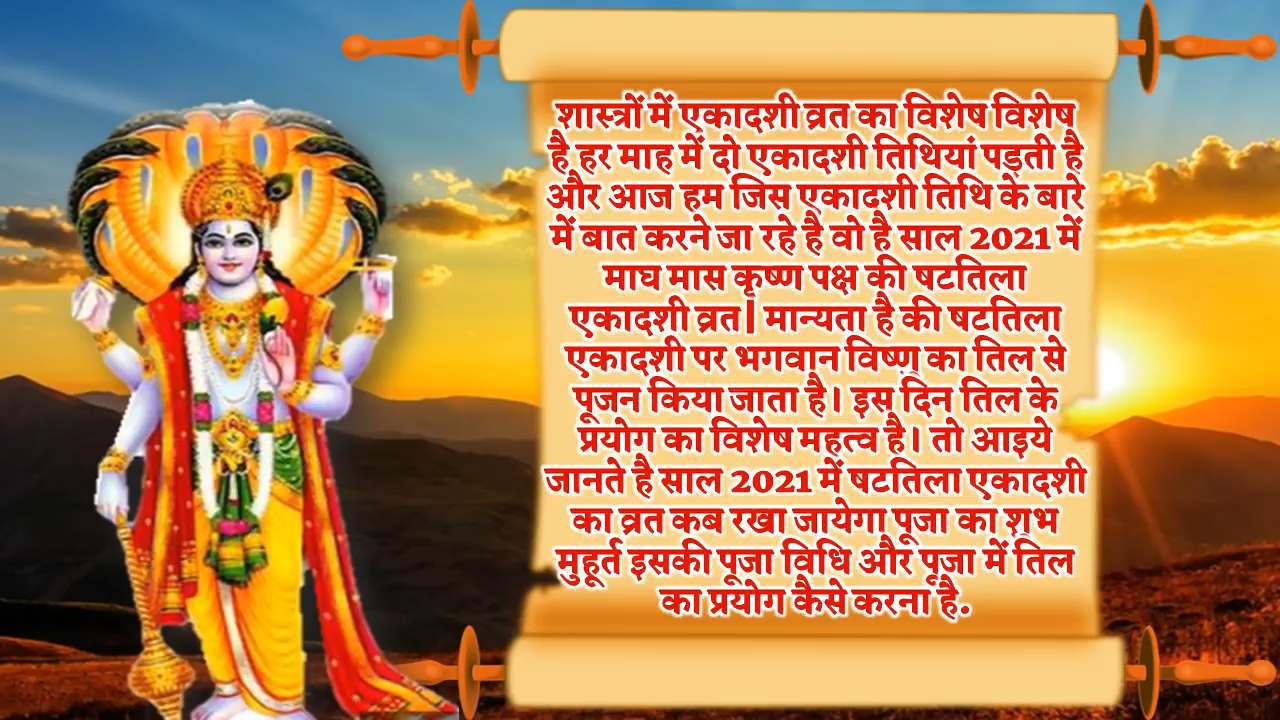 शास्त्रों में एकादशी व्रत का विशेष विशेष
है हर माह में दो एकादशी तिथियां पड़ती है
और आज हम जिस एकादशी तिथि के बारे
में बात करने जा रहे है वो है साल 2021 में
माघ मास कृष्ण पक्ष की षटतिला
एकादशी व्रत| मान्यता है की षटतिला
एकादशी पर भगवान विष्णु का तिल से
पूजन किया जाता है। इस दिन तिल के
प्रयोग का विशेष महत्व है। तो आइये
जानते है साल 2021 में षटतिला एकादशी
का व्रत कब रखा जायेगा पूजा का शुभ
मुहूर्त इसकी पूजा विधि और पूजा में तिल
का प्रयोग कैसे करना है.